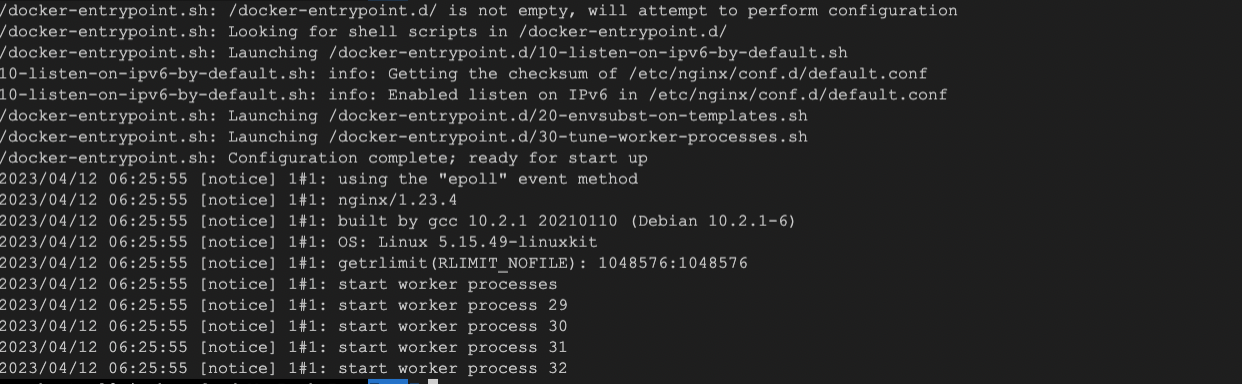 /docker-entrypoint.sh: /docker-entrypoint.d/ is not empty, will attempt to perform configuration
/docker-entrypoint.sh: Looking for shell scripts in /docker-entrypoint.d/
/docker-entrypoint.sh: Launching /docker-entrypoint.d/10-listen-on-ipv6-by-default.sh
10-listen-on-ipv6-by-default.sh: info: Getting the checksum of /etc/nginx/conf.d/default.conf
10-listen-on-ipv6-by-default.sh: info: Enabled listen on IPv6 in /etc/nginx/conf.d/default.conf
/docker-entrypoint.sh: Launching /docker-entrypoint.d/20-envsubst-on-templates.sh
/docker-entrypoint.sh: Launching /docker-entrypoint.d/30-tune-worker-processes.sh
/docker-entrypoint.sh: Configuration complete; ready for start up
2023/04/12 06:25:55 [notice] 1#1: using the "epoll" event method
2023/04/12 06:25:55 [notice] 1#1: nginx/1.23.4
2023/04/12 06:25:55 [notice] 1#1: built by gcc 10.2.1 20210110 (Debian 10.2.1-6)
2023/04/12 06:25:55 [notice] 1#1: OS: Linux 5.15.49-linuxkit
2023/04/12 06:25:55 [notice] 1#1: getrlimit(RLIMIT_NOFILE): 1048576:1048576
2023/04/12 06:25:55 [notice] 1#1: start worker processes
2023/04/12 06:25:55 [notice] 1#1: start worker process 29
2023/04/12 06:25:55 [notice] 1#1: start worker process 30
2023/04/12 06:25:55 [notice] 1#1: start worker process 31
2023/04/12 06:25:55 [notice] 1#1: start worker process 32